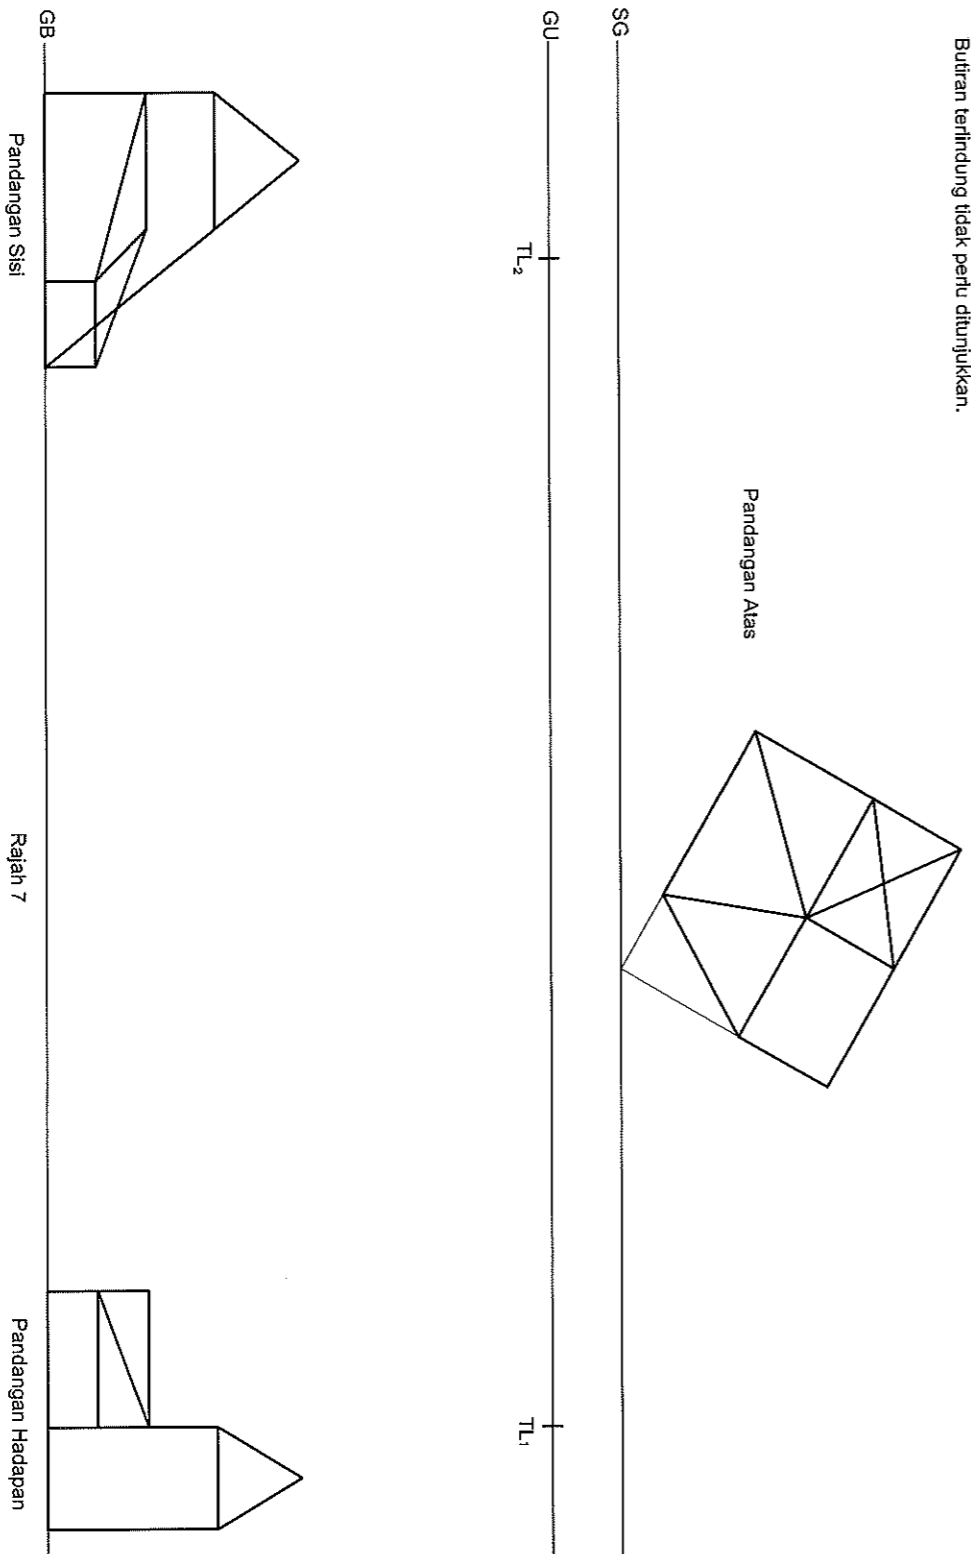 Butiran terlindung tidak perlu ditunjukkan.
Pandangan Atas
SG
GU
TL₂
TL₁
GB
Pandangan Sisi
Pandangan Hadapan
Rajah 7